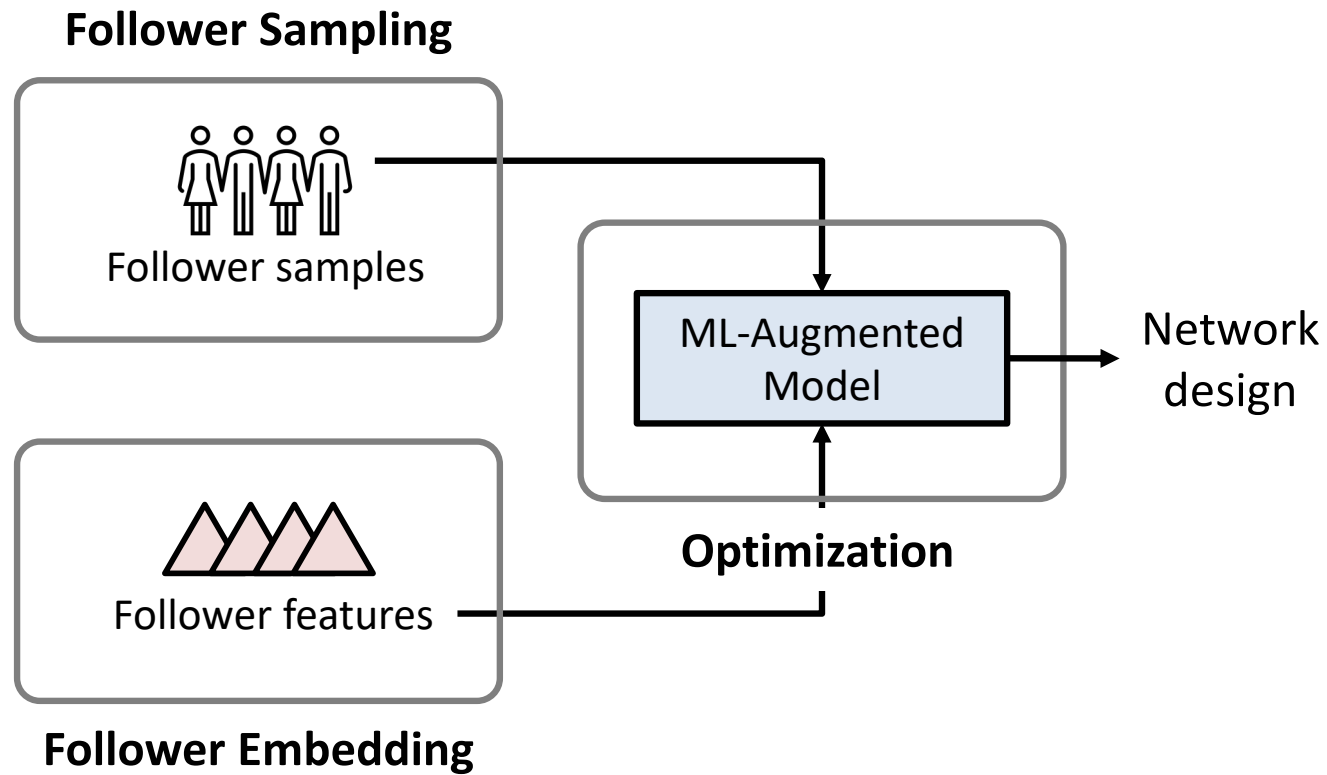 Follower Sampling
Follower samples
ML-Augmented
Model
Network
design
Optimization
Follower features
Follower Embedding